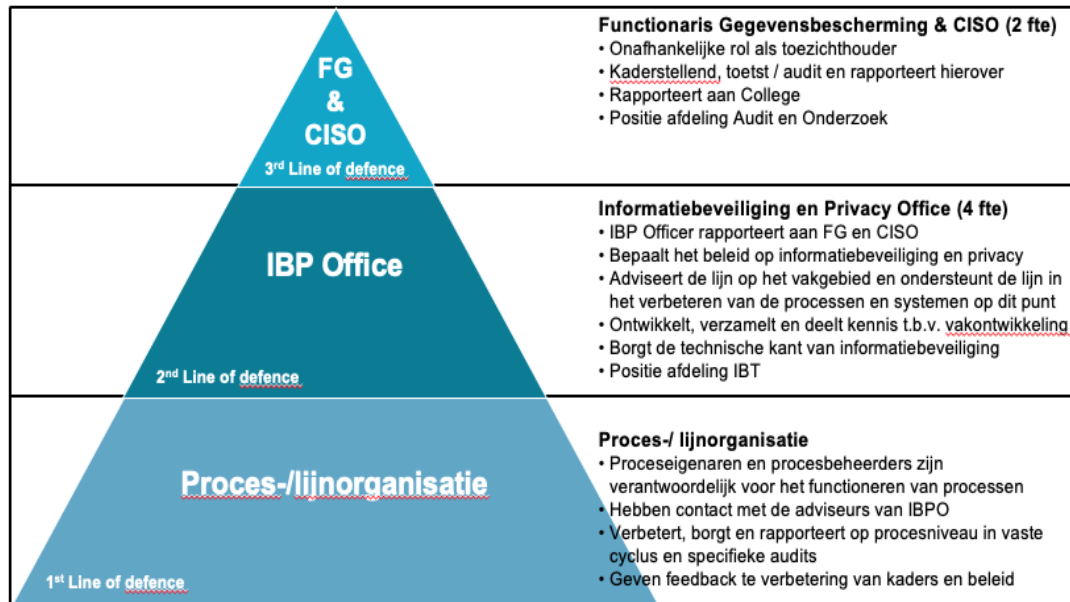 FG
&
CISO
3rd Line of defence
Functionaris Gegevensbescherming & CISO (2 fte)
• Onafhankelijke rol als toezichthouder
• Kaderstellend, toetst / audit en rapporteert hierover
• Rapporteert aan College
• Positie afdeling Audit en Onderzoek
IBP Office
2nd Line of defence
Informatiebeveiliging en Privacy Office (4 fte)
• IBP Officer rapporteert aan FG en CISO
• Bepaalt het beleid op informatiebeveiliging en privacy
• Adviseert de lijn op het vakgebied en ondersteunt de lijn in
het verbeteren van de processen en systemen op dit punt
• Ontwikkelt, verzamelt en deelt kennis t.b.v. vakontwikkeling
• Borgt de technische kant van informatiebeveiliging
• Positie afdeling IBT
Proces-/lijnorganisatie
1st Line of defence
Proces-/ lijnorganisatie
• Proceseigenaren en procesbeheerders zijn
verantwoordelijk voor het functioneren van processen
• Hebben contact met de adviseurs van IBPO
• Verbetert, borgt en rapporteert op procesniveau in vaste
cyclus en specifieke audits
• Geven feedback te verbetering van kaders en beleid